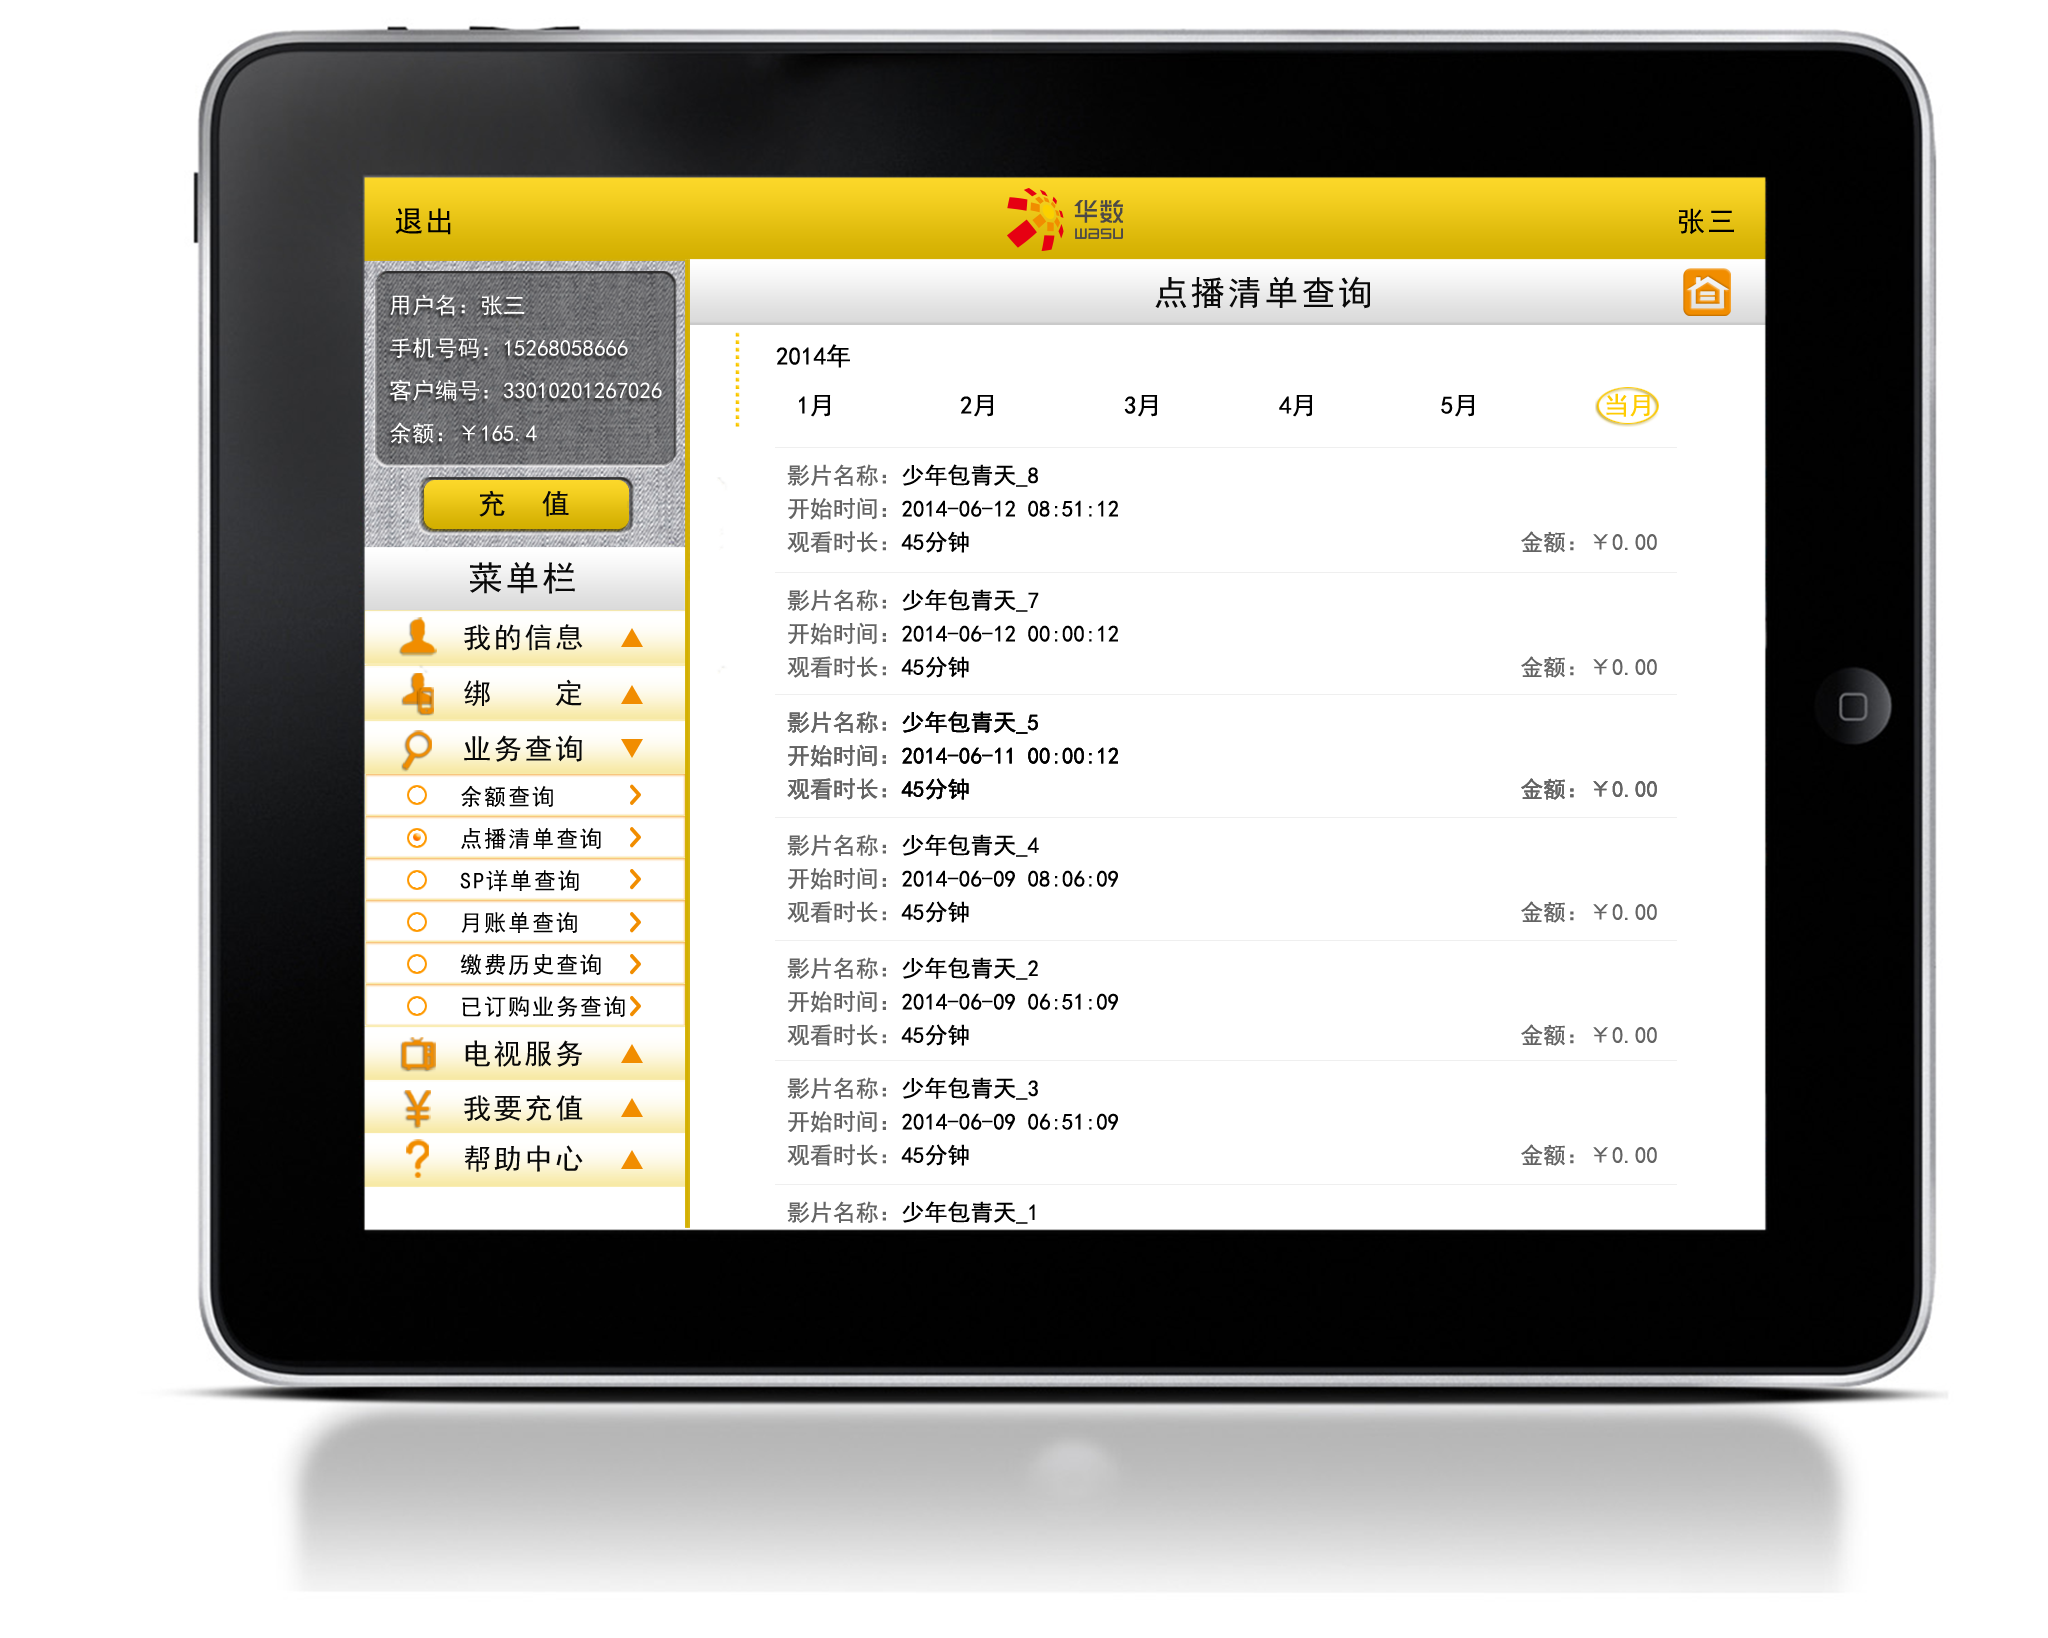 退出
华数
wasu
张三
用户名：张三
手机号码：15268058666
客户编号：33010201267026
余额：￥165.4
充 值
菜单栏
我的信息
绑 定
业务查询
余额查询
点播清单查询
SP详单查询
月账单查询
缴费历史查询
已订购业务查询
电视服务
我要充值
帮助中心
点播清单查询
2014年
1月 2月 3月 4月 5月 当月
影片名称：少年包青天_8
开始时间：2014-06-12 08:51:12
观看时长：45分钟 金额：￥0.00
影片名称：少年包青天_7
开始时间：2014-06-12 00:00:12
观看时长：45分钟 金额：￥0.00
影片名称：少年包青天_5
开始时间：2014-06-11 00:00:12
观看时长：45分钟 金额：￥0.00
影片名称：少年包青天_4
开始时间：2014-06-09 08:06:09
观看时长：45分钟 金额：￥0.00
影片名称：少年包青天_2
开始时间：2014-06-09 06:51:09
观看时长：45分钟 金额：￥0.00
影片名称：少年包青天_3
开始时间：2014-06-09 06:51:09
观看时长：45分钟 金额：￥0.00
影片名称：少年包青天_1